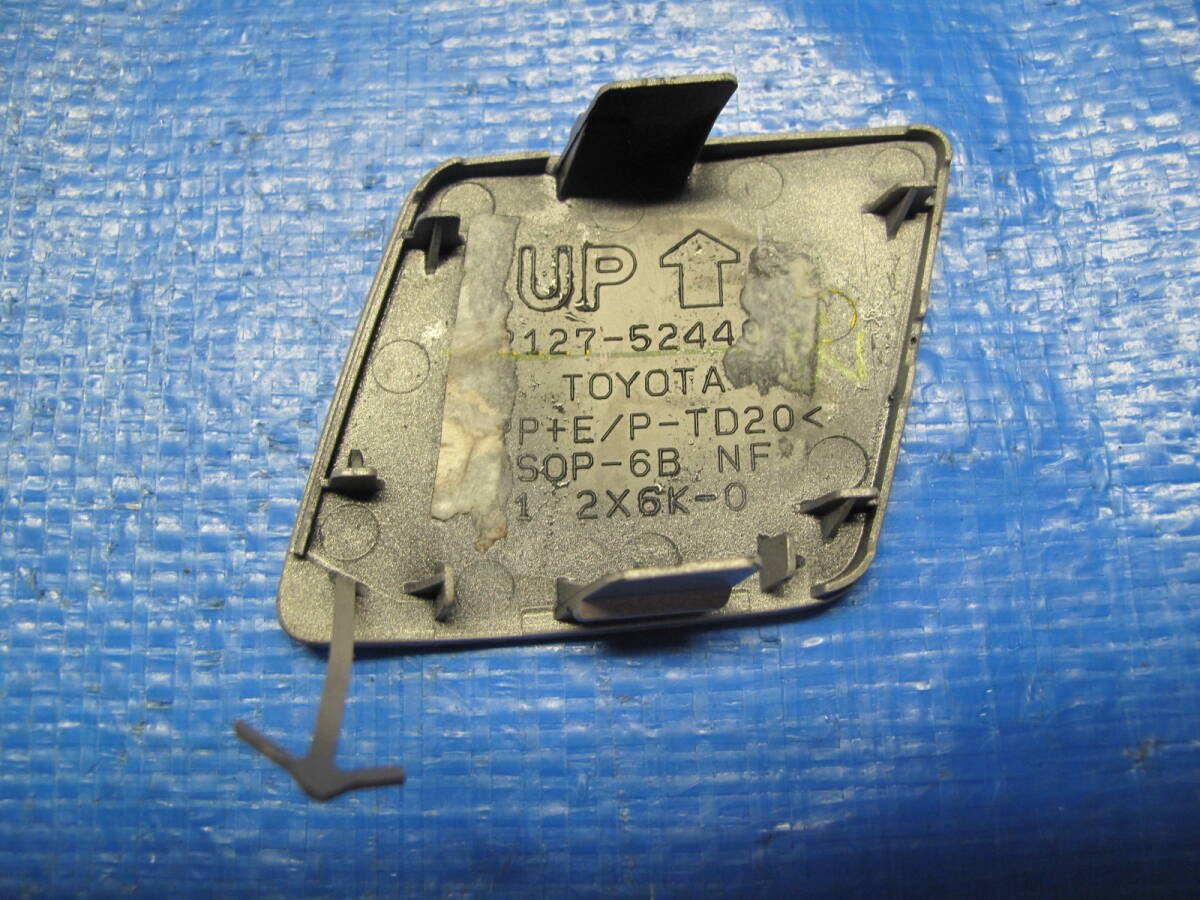 UP
127-5244
TOYOTA
P+E/P-TD20<
SOP-6B NF
1 2X6K-0